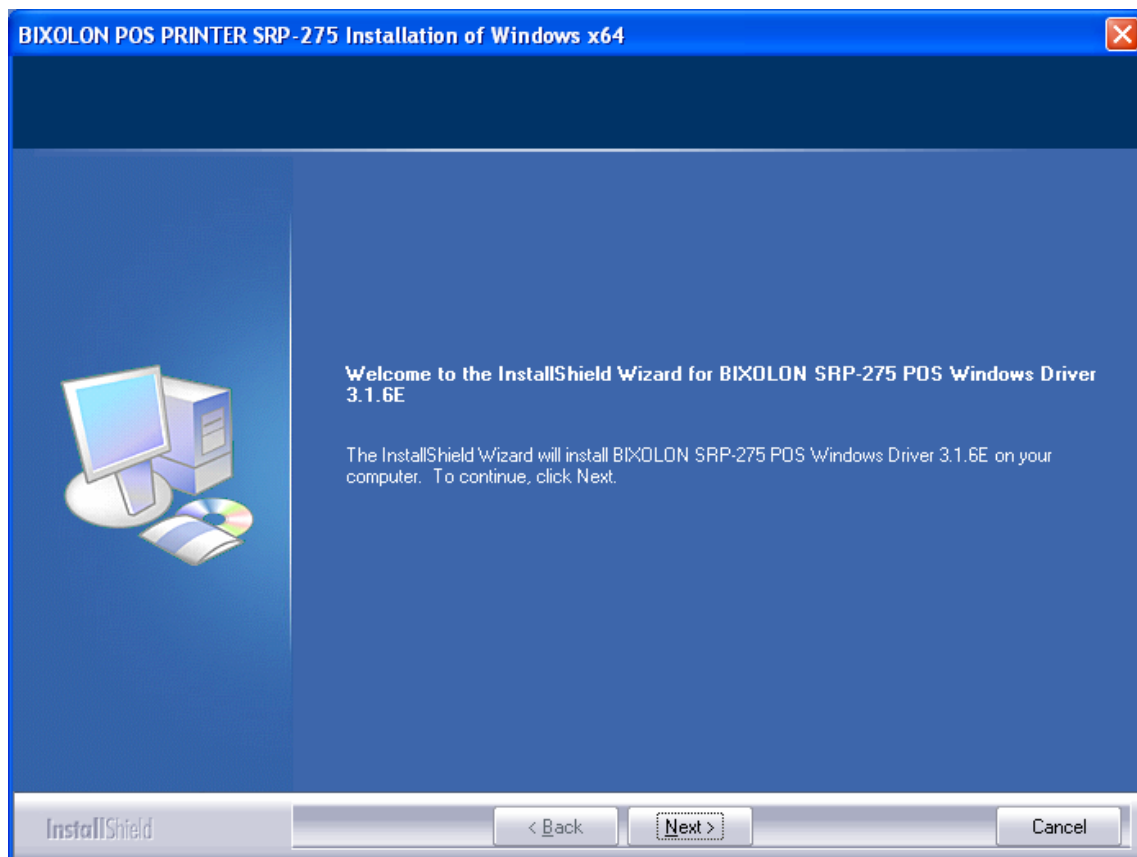 BIXOLON POS PRINTER SRP-275 Installation of Windows x64
Welcome to the InstallShield Wizard for BIXOLON SRP-275 POS Windows Driver
3.1.6E
The InstallShield Wizard will install BIXOLON SRP-275 POS Windows Driver 3.1.6E on your
computer. To continue, click Next.
InstallShield
< Back
Next >
Cancel